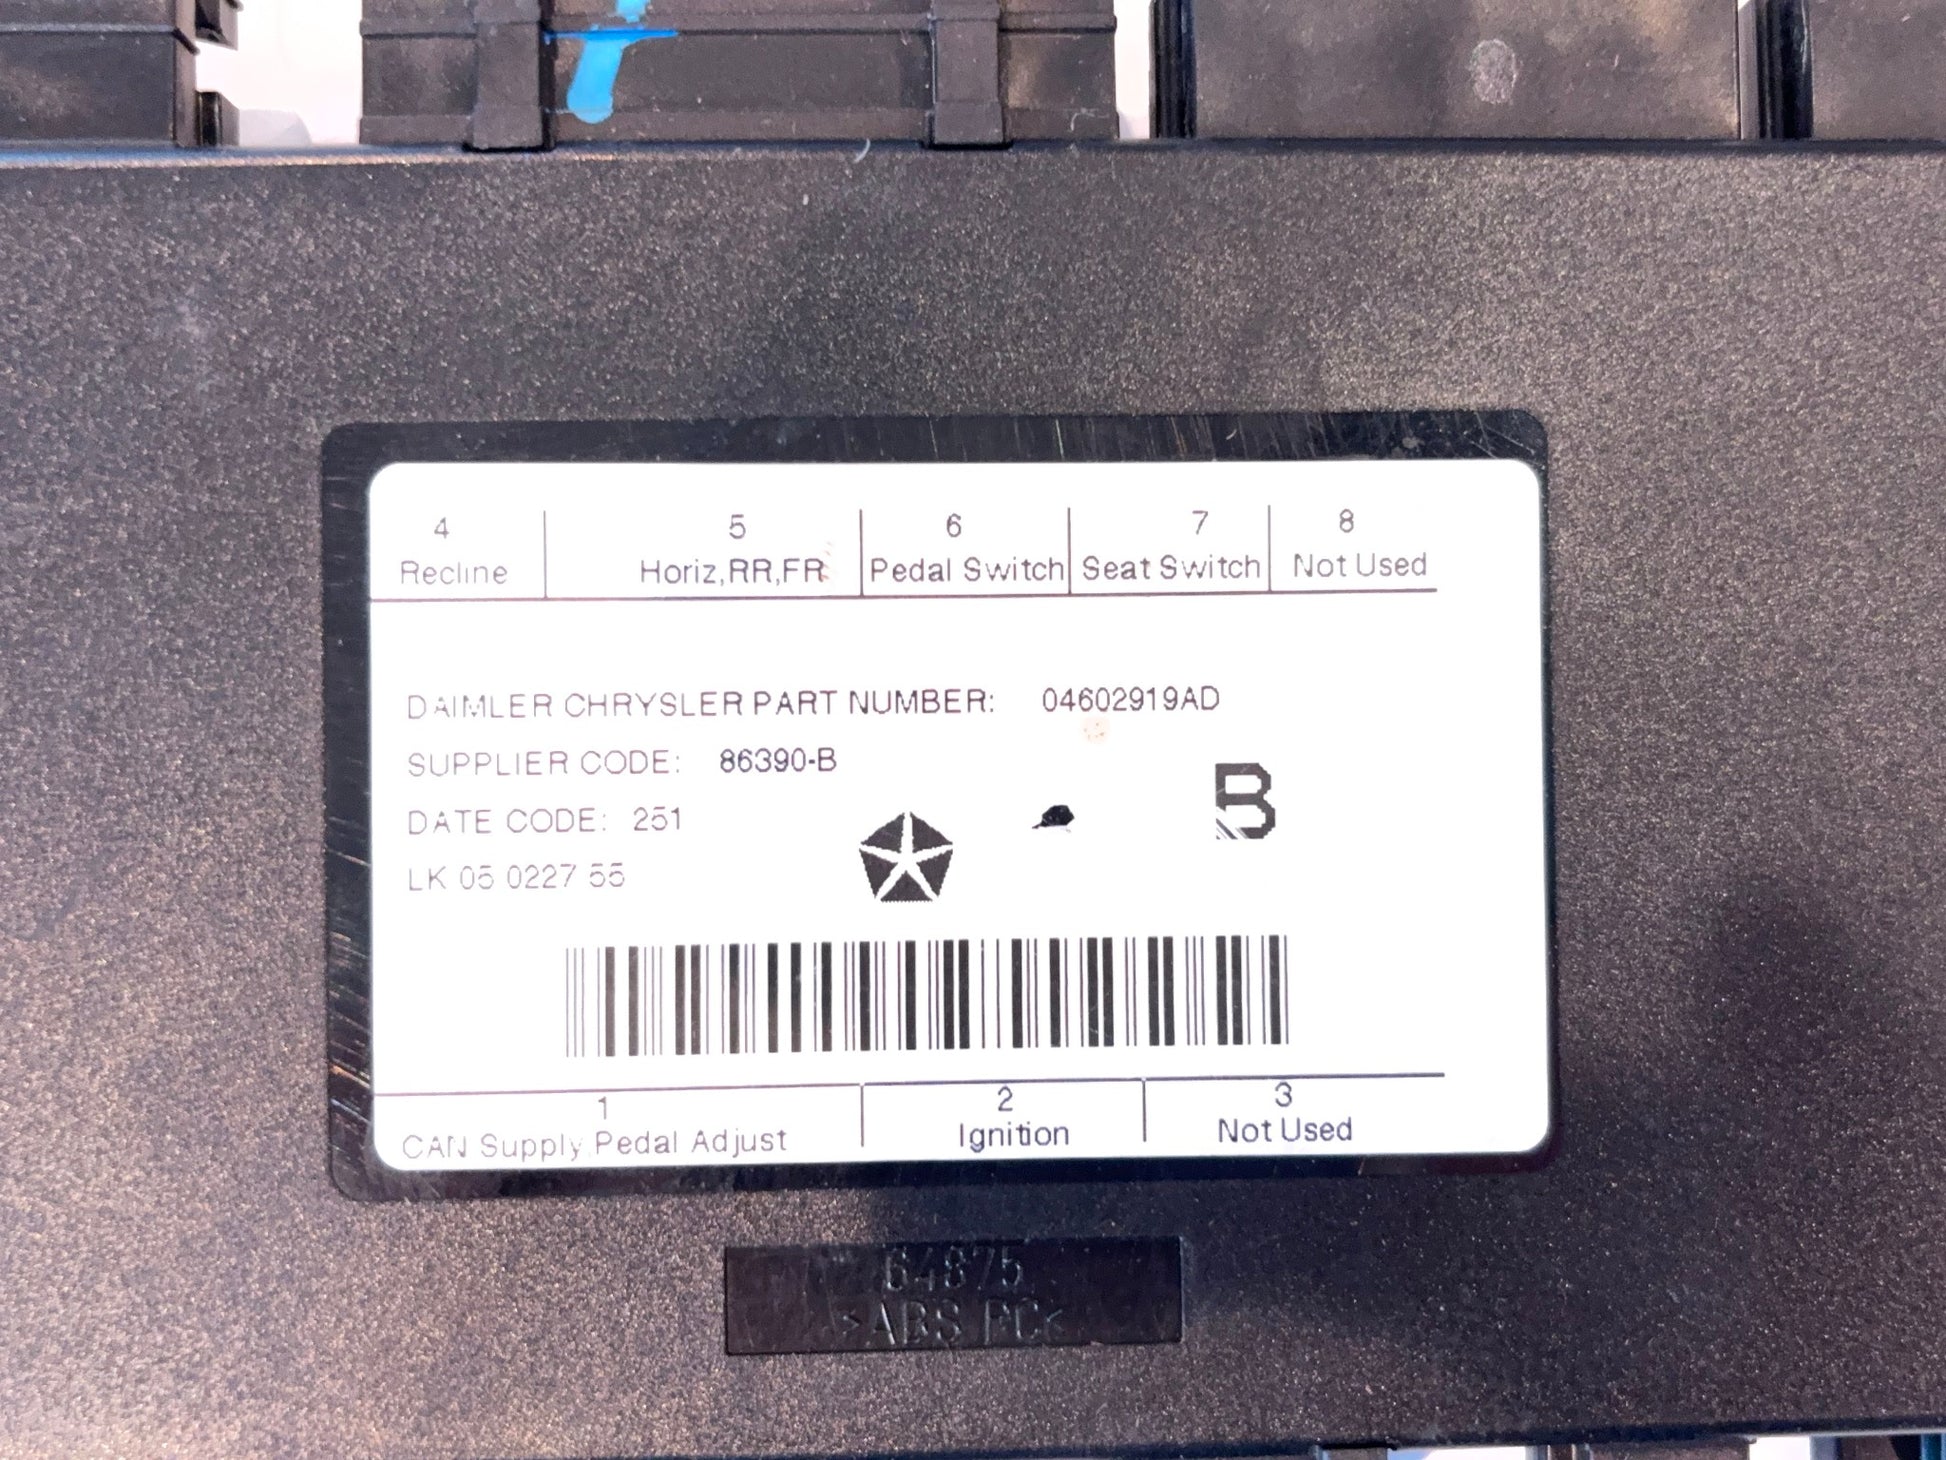 4 5 6 7 8
Recline Horiz,RR,FR Pedal Switch Seat Switch Not Used
DAIMLER CHRYSLER PART NUMBER: 04602919AD
SUPPLIER CODE: 86390-B
DATE CODE: 251
B
LK 05 0227 55
1 2 3
CAN Supply,Pedal Adjust Ignition Not Used
64875
>ABS PC<